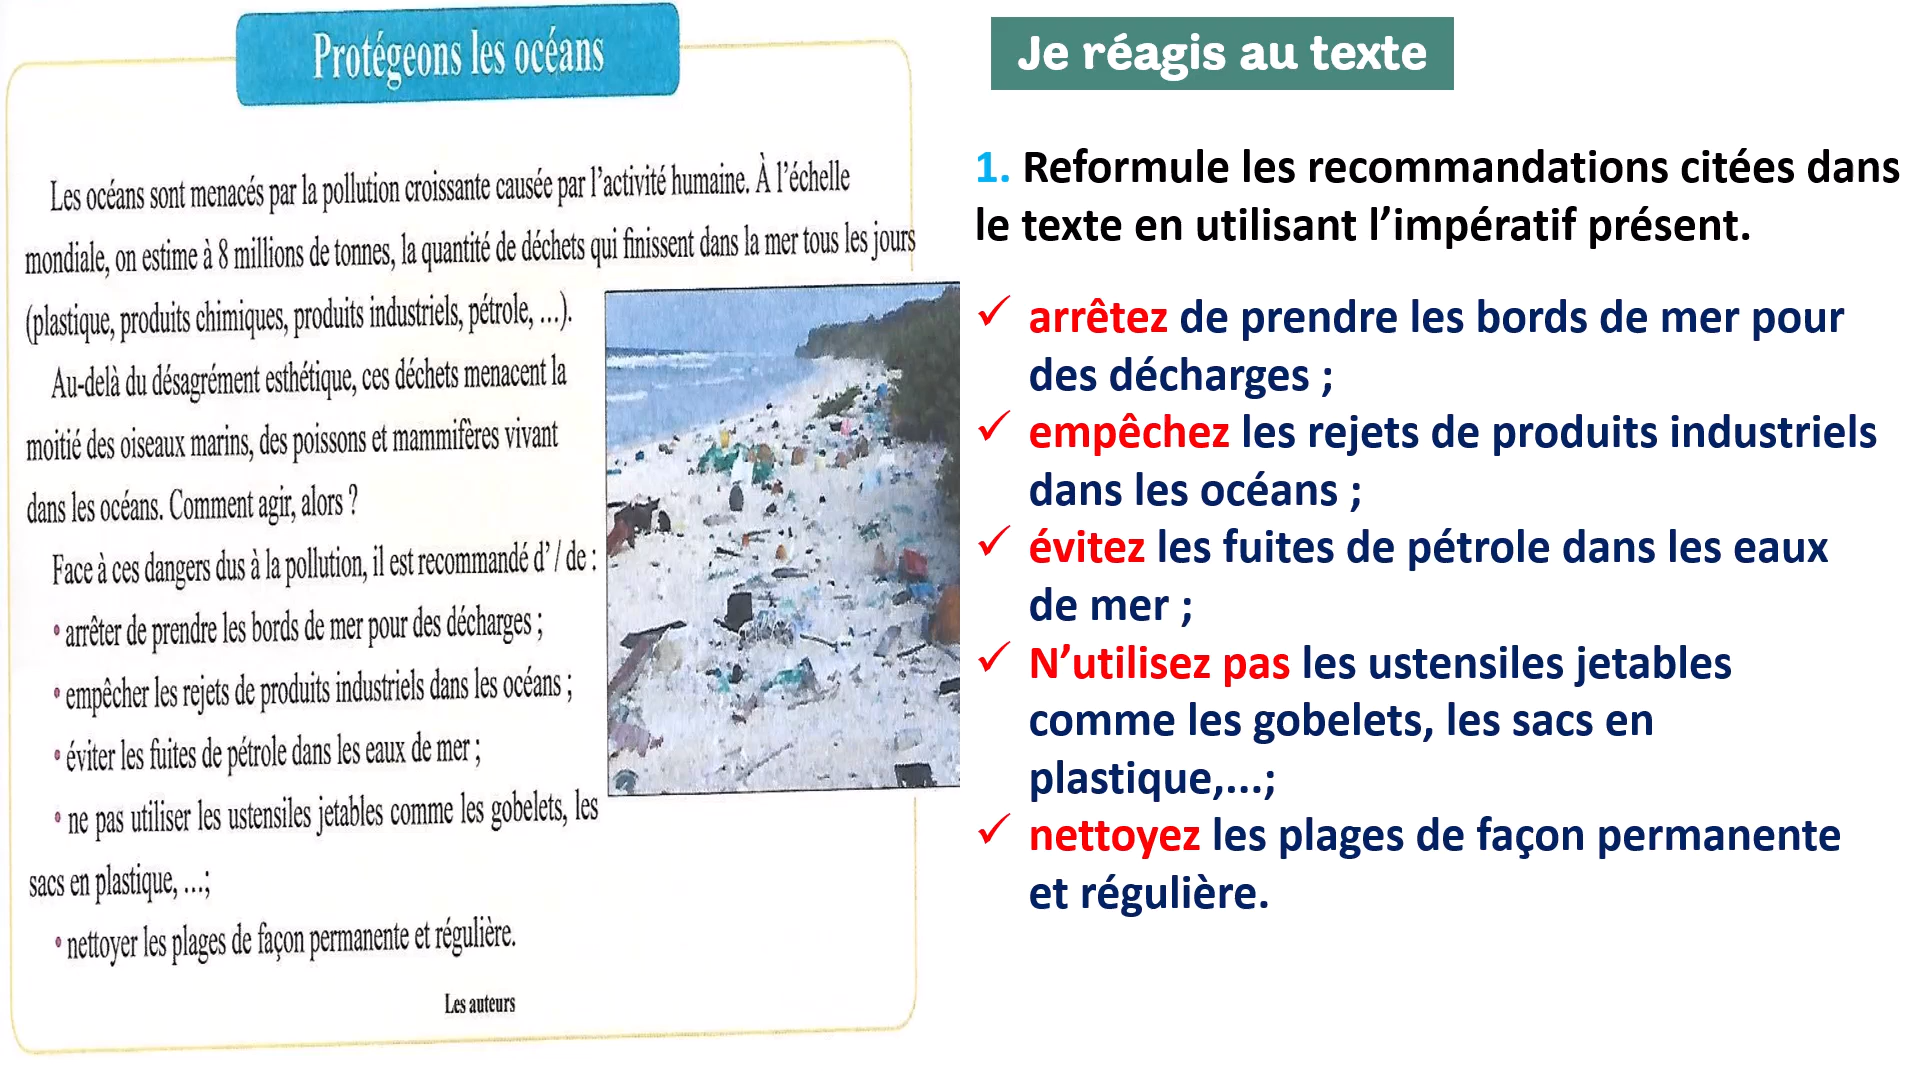 Protégeons les océans
Les océans sont menacés par la pollution croissante causée par l'activité humaine. À l'échelle
mondiale, on estime à 8 millions de tonnes, la quantité de déchets qui finissent dans la mer tous les jours
(plastique, produits chimiques, produits industriels, pétrole, ...).
Au-delà du désagrément esthétique, ces déchets menacent la
moitié des oiseaux marins, des poissons et mammifères vivant
dans les océans. Comment agir, alors ?
Face à ces dangers dus à la pollution, il est recommandé d' / de :
• arrêter de prendre les bords de mer pour des décharges ;
• empêcher les rejets de produits industriels dans les océans ;
• éviter les fuites de pétrole dans les eaux de mer ;
• ne pas utiliser les ustensiles jetables comme les gobelets, les
sacs en plastique, ...;
• nettoyer les plages de façon permanente et régulière.
Les auteurs
Je réagis au texte
1. Reformule les recommandations citées dans
le texte en utilisant l'impératif présent.
✓ arrêtez de prendre les bords de mer pour
des décharges ;
✓ empêchez les rejets de produits industriels
dans les océans ;
✓ évitez les fuites de pétrole dans les eaux
de mer ;
✓ N'utilisez pas les ustensiles jetables
comme les gobelets, les sacs en
plastique,...;
✓ nettoyez les plages de façon permanente
et régulière.